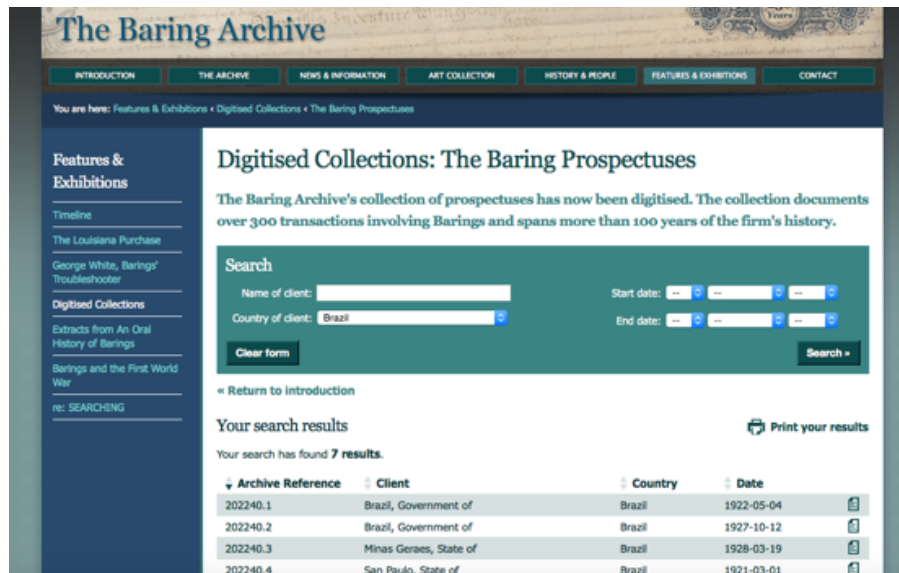 The Baring Archive
Years
INTRODUCTION
THE ARCHIVE
NEWS & INFORMATION
ART COLLECTION
HISTORY & PEOPLE
FEATURES & EXHIBITIONS
CONTACT
You are here: Features & Exhibitions « Digitised Collections « The Baring Prospectuses
Features &
Exhibitions
Timeline
The Louisiana Purchase
George White, Barings'
Troubleshooter
Digitised Collections
Extracts from An Oral
History of Barings
Barings and the First World
War
re: SEARCHING
Digitised Collections: The Baring Prospectuses
The Baring Archive's collection of prospectuses has now been digitised. The collection documents
over 300 transactions involving Barings and spans more than 100 years of the firm's history.
Search
Name of client:
Start date: -- -- --
Country of client: Brazil
End date: -- -- --
Clear form
Search »
« Return to introduction
Your search results
Print your results
Your search has found 7 results.
Archive Reference Client Country Date
202240.1 Brazil, Government of Brazil 1922-05-04
202240.2 Brazil, Government of Brazil 1927-10-12
202240.3 Minas Geraes, State of Brazil 1928-03-19
202240.4 San Paulo, State of Brazil 1921-03-01